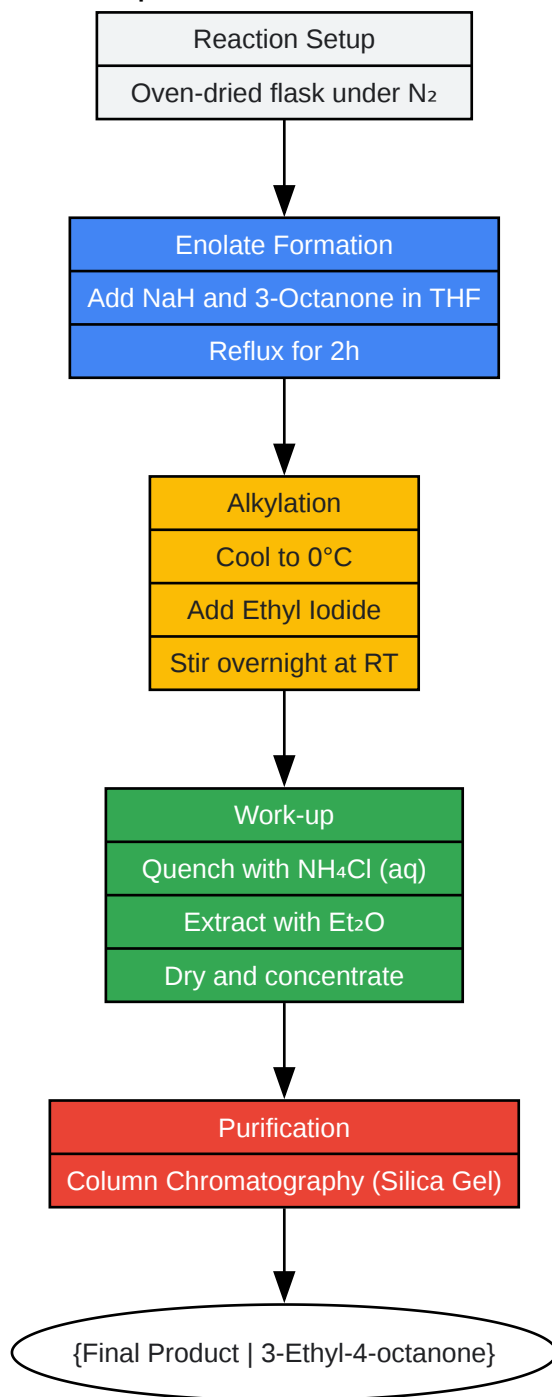 Reaction Setup
Oven-dried flask under N₂
Enolate Formation
Add NaH and 3-Octanone in THF
Reflux for 2h
Alkylation
Cool to 0°C
Add Ethyl Iodide
Stir overnight at RT
Work-up
Quench with NH₄Cl (aq)
Extract with Et₂O
Dry and concentrate
Purification
Column Chromatography (Silica Gel)
{Final Product | 3-Ethyl-4-octanone}